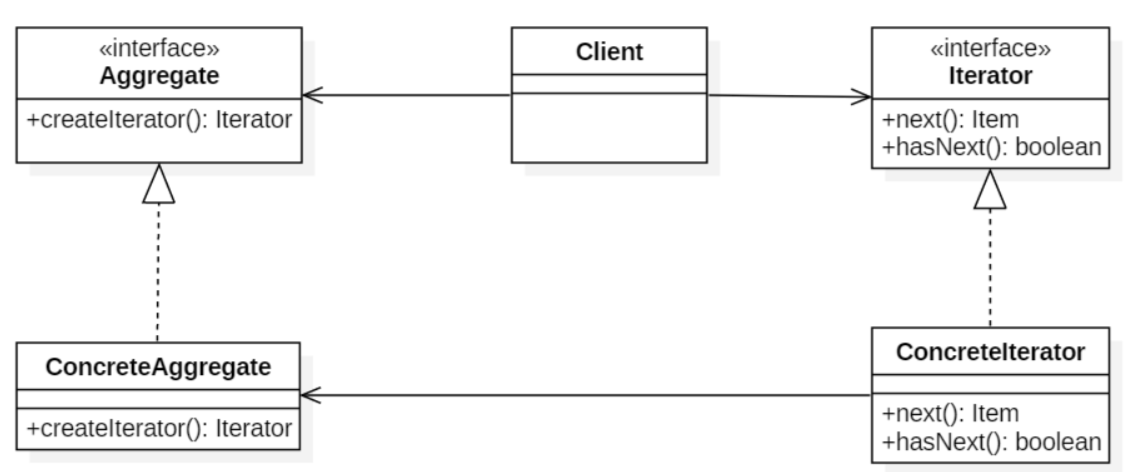 «interface»
Aggregate
+createIterator(): Iterator
Client
«interface»
Iterator
+next(): Item
+hasNext(): boolean
ConcreteAggregate
+createIterator(): Iterator
ConcreteIterator
+next(): Item
+hasNext(): boolean